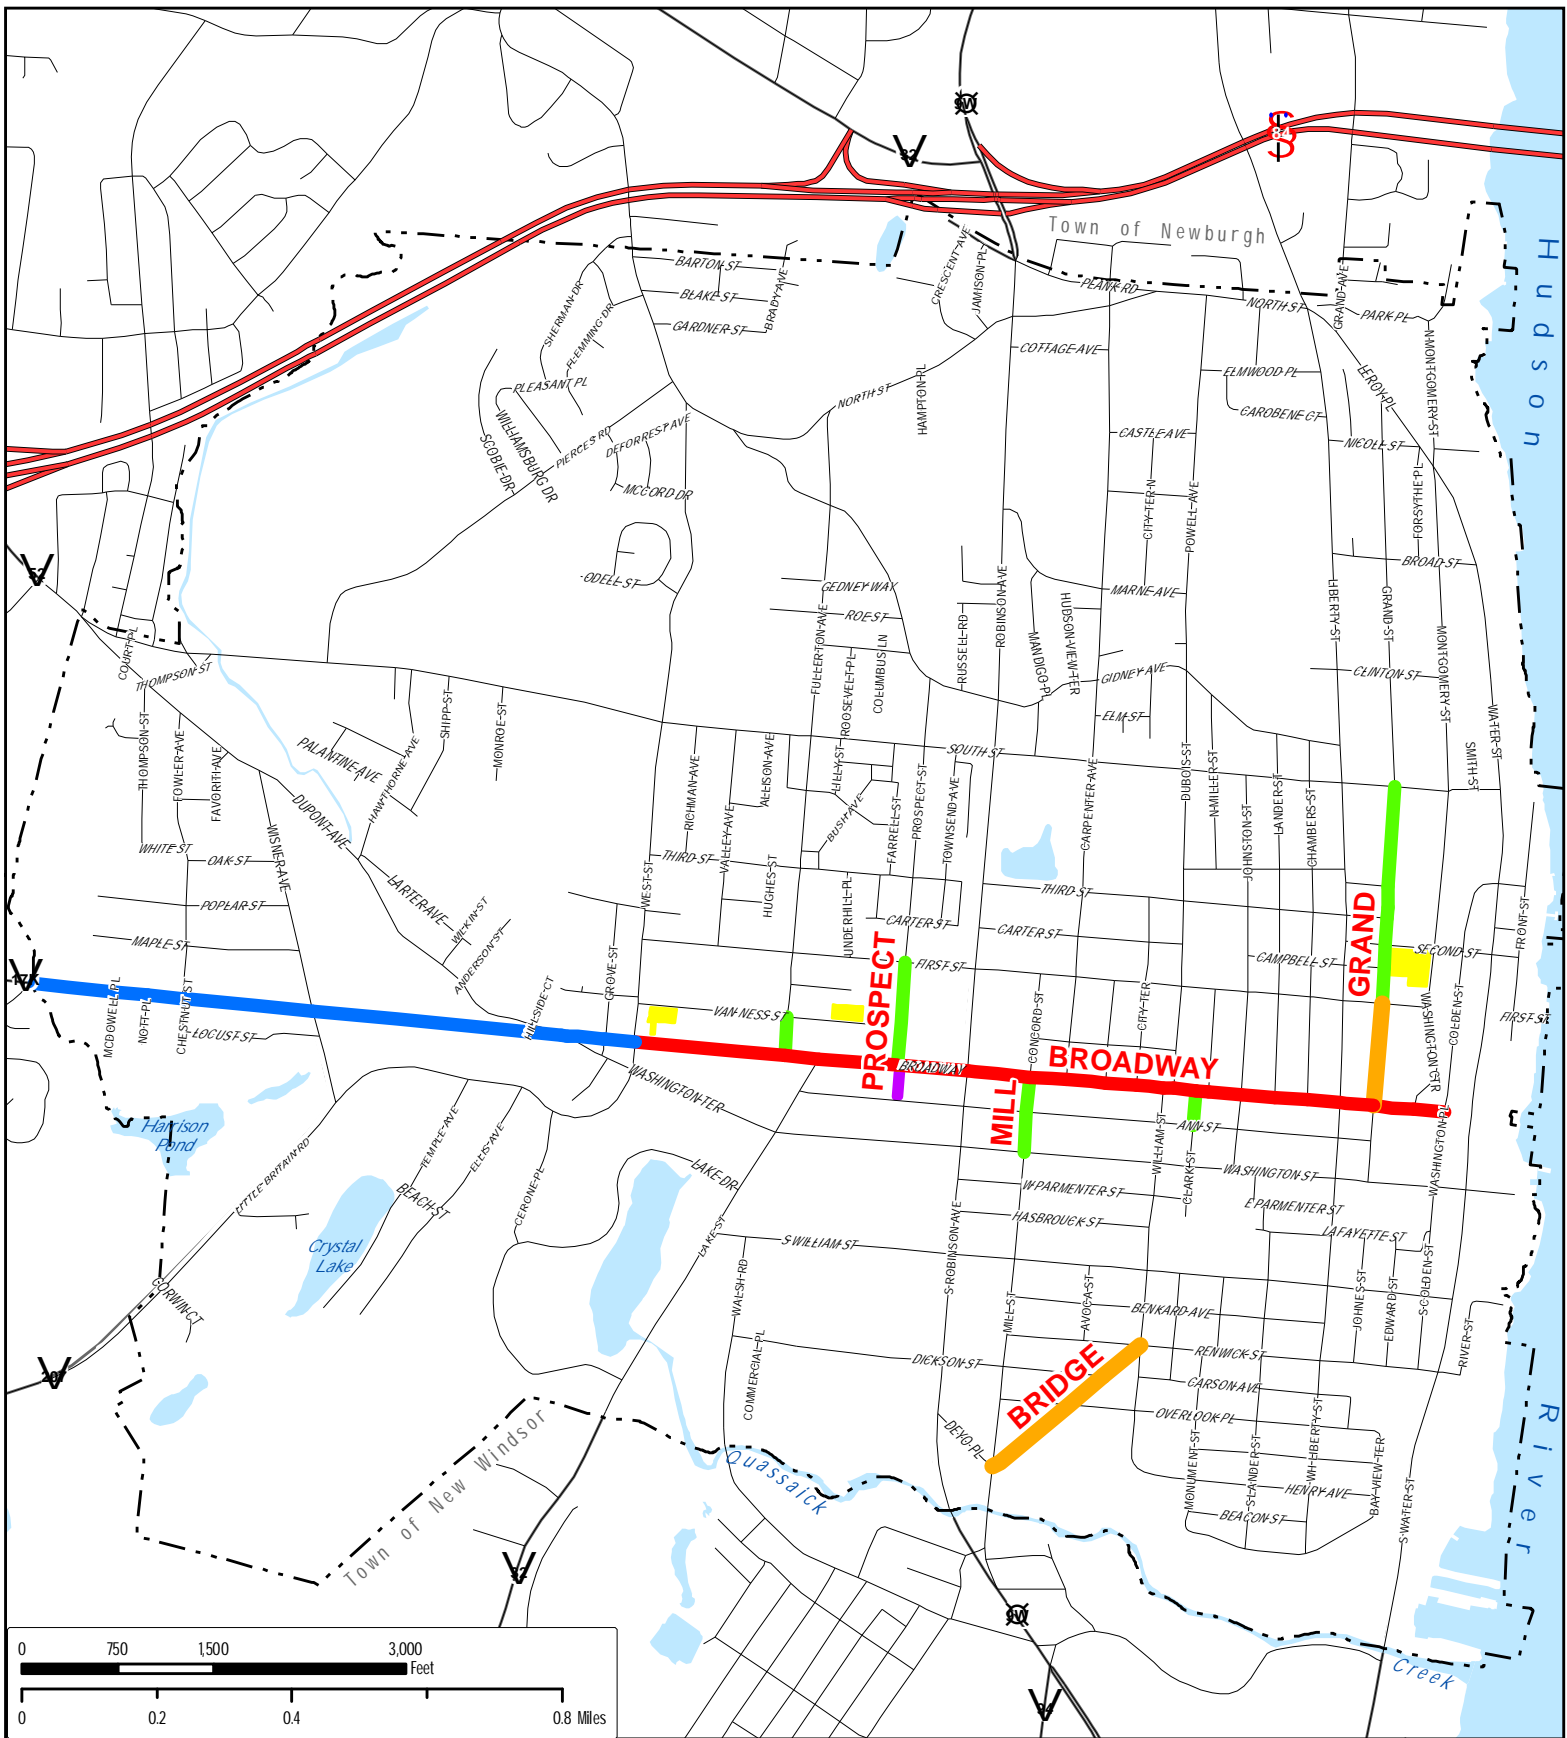 9W
84
32
Town of Newburgh
Hudson
BARTON ST
BLAKE ST
GARDNER ST
BRADY AVE
SHERMAN DR
FLEMMING DR
PLEASANT PL
WILLIAMSBURG DR
SCOBIE DR
PIERCES RD
DEFORREST AVE
MCCORD DR
CRESCENT AVE
JAMISON PL
PLANK RD
NORTH ST
GRAND AVE
PARK PL
N MONTGOMERY ST
COTTAGE AVE
HAMPTON PL
NORTH ST
ELMWOOD PL
LEROY PL
CAROBENE CT
CASTLE AVE
NICOLL ST
FORSYTHE PL
CITY TER N
POWELL AVE
BROAD ST
52
ODELL ST
GEDNEY WAY
ROE ST
FULLERTON AVE
ROOSEVELT PL
COLUMBUS LN
RUSSELL RD
ROBINSON AVE
MANDIGO PL
HUDSON VIEW TER
MARNE AVE
GIDNEY AVE
ELM ST
LIBERTY ST
GRAND ST
MONTGOMERY ST
CLINTON ST
WATER ST
SMITH ST
COURT PL
THOMPSON ST
THOMPSON ST
FOWLER AVE
FAVORITI AVE
PALANTINE AVE
HAWTHORNE AVE
SHIPP ST
MONROE ST
DUPONT AVE
WISNER AVE
WHITE ST
OAK ST
POPLAR ST
MAPLE ST
LARTER AVE
WILKIN ST
ANDERSON ST
SOUTH ST
RICHMAN AVE
VALLEY AVE
ALLISON AVE
LILLY ST
BUSH AVE
FARRELL ST
PROSPECT ST
TOWNSEND AVE
CARPENTER AVE
DUBOIS ST
N MILLER ST
JOHNSTON ST
LANDER ST
CHAMBERS ST
THIRD ST
HUGHES ST
WEST ST
UNDERHILL PL
CARTER ST
THIRD ST
CARTER ST
CAMPBELL ST
SECOND ST
FRONT ST
GRAND
PROSPECT
FIRST ST
FIRST ST
17K
MCDOWELL PL
NOTT PL
CHESTNUT ST
LOCUST ST
HILLSIDE CT
GROVE ST
VAN NESS ST
CONCORD ST
CITY TER
WASHINGTON CTR
COLDEN ST
BROADWAY
BROADWAY
MILL
WASHINGTON TER
WILLIAM ST
ANN ST
CLARK ST
WASHINGTON ST
WASHINGTON PL
Harrison
Pond
LITTLE BRITAIN RD
TEMPLE AVE
ELLIS AVE
BEACH ST
CERONE PL
LAKE DR
LAKE ST
W PARMENTER ST
HASBROUCK ST
E PARMENTER ST
LAFAYETTE ST
Crystal
Lake
S WILLIAM ST
WALSH RD
S ROBINSON AVE
MILL ST
AVOCA ST
BENKARD AVE
JOHNES ST
EDWARD ST
S COLDEN ST
RIVER ST
CORWIN CT
207
COMMERCIAL PL
DICKSON ST
BRIDGE
RENWICK ST
CARSON AVE
OVERLOOK PL
DEYO PL
MONUMENT ST
S LANDER ST
W LIBERTY ST
HENRY AVE
BAY VIEW TER
BEACON ST
S WATER ST
River
Town of New Windsor
Quassaick
Creek
32
9W
94
0 750 1,500 3,000
Feet
0 0.2 0.4 0.8 Miles